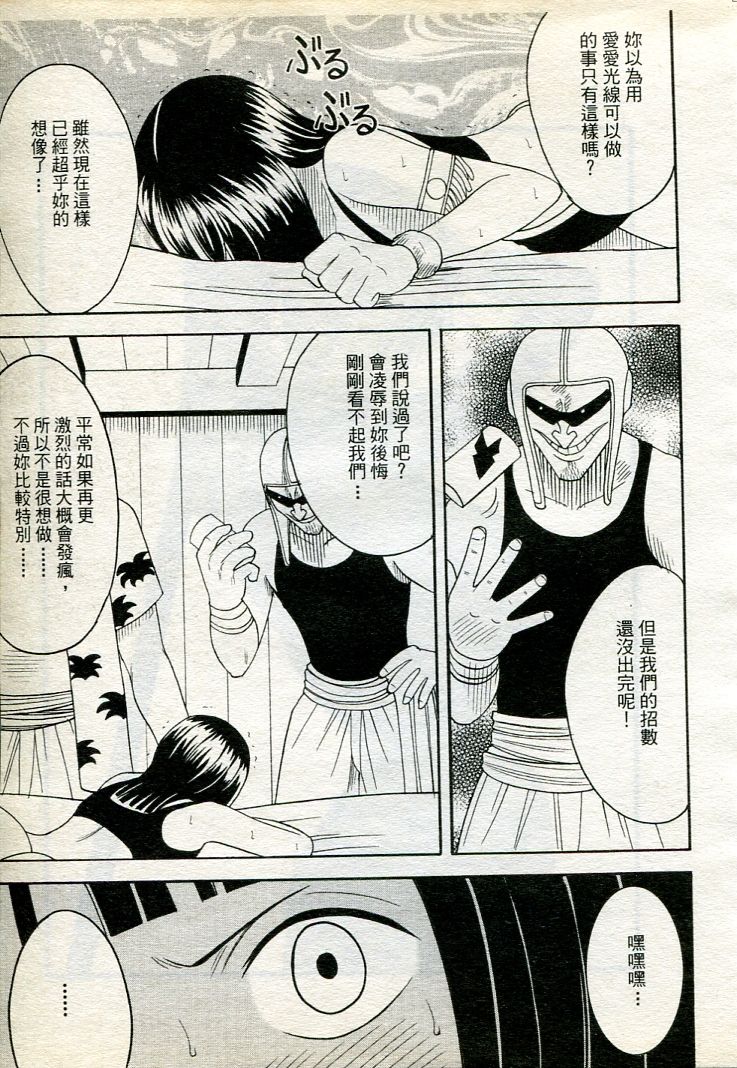 妳以為用
愛愛光線可以做
的事只有這樣嗎？
ぶる
ぶる
雖然現在這樣
已經超乎妳的
想像了…
但是我們的招數
還沒出完呢！
我們說過了吧？
會凌辱到妳後悔
剛剛看不起我們…
平常如果再更
激烈的話大概會發瘋，
所以不是很想做……
不過妳比較特別……
嘿嘿嘿…
……